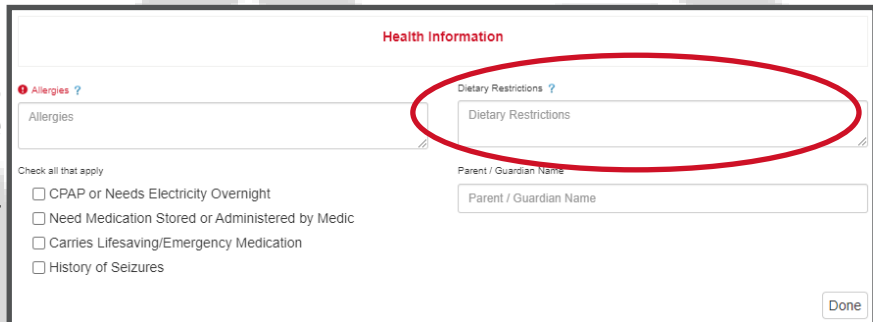 Health Information
Allergies ?
Dietary Restrictions ?
Allergies
Dietary Restrictions
Check all that apply
Parent / Guardian Name
CPAP or Needs Electricity Overnight
Parent / Guardian Name
Need Medication Stored or Administered by Medic
Carries Lifesaving/Emergency Medication
History of Seizures
Done